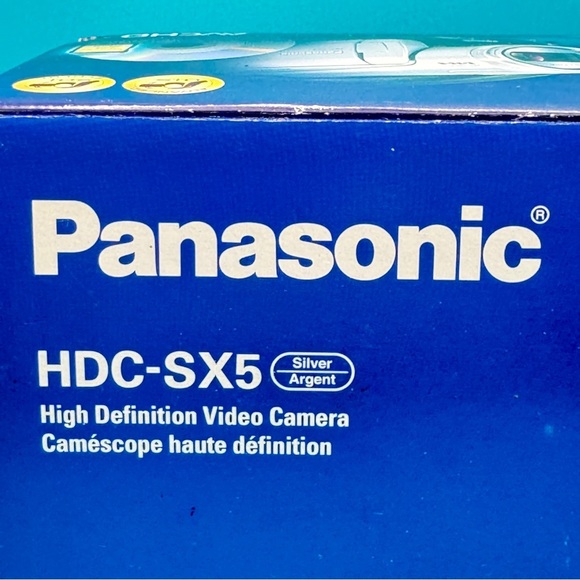 Panasonic®
HDC-SX5 Silver
Argent
High Definition Video Camera
Caméscope haute définition